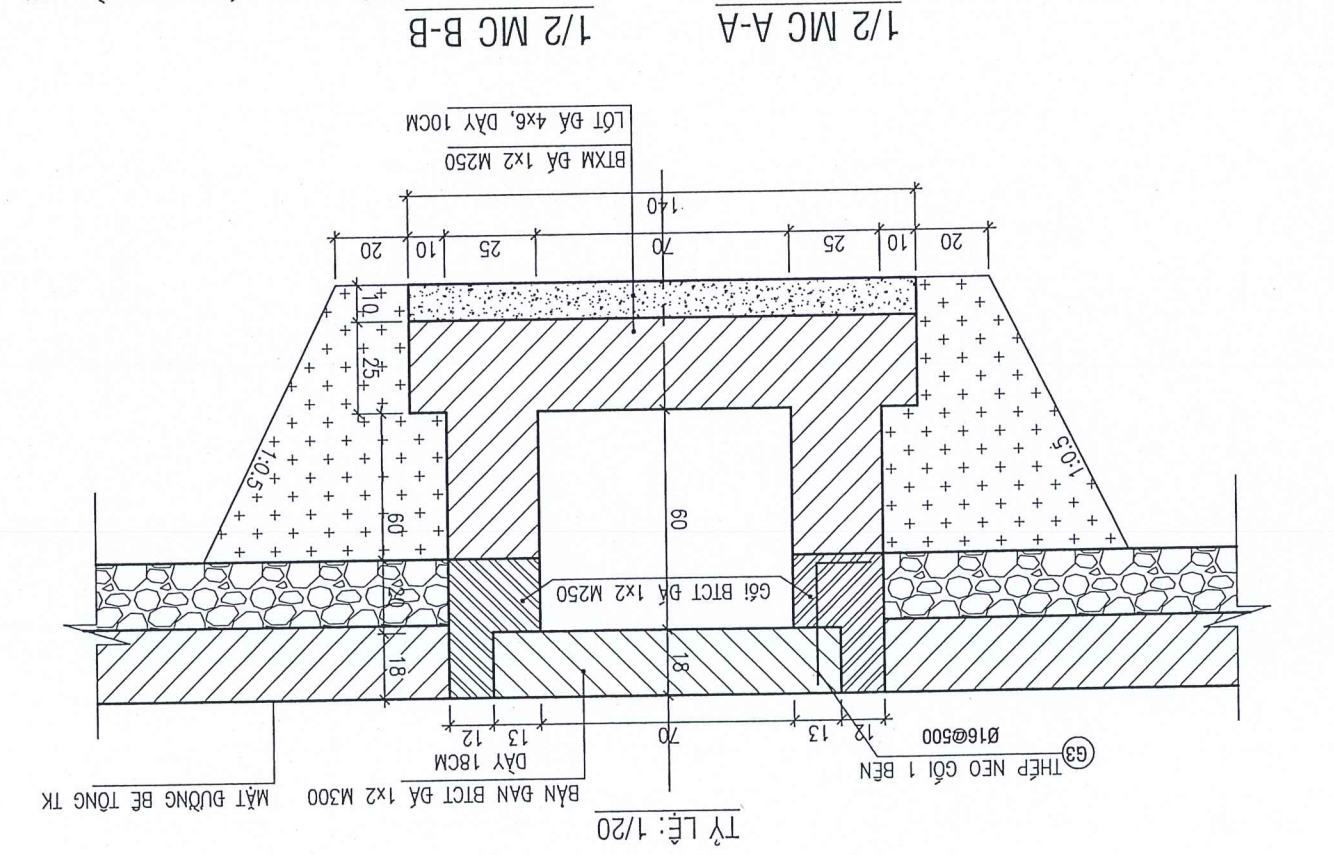 TỶ LỆ: 1/20
G3
THÉP NEO GỐI 1 BÊN
Ø16@500
BẢN ĐAN BTCT ĐÁ 1x2 M300
DÀY 18CM
MẶT ĐƯỜNG BÊ TÔNG TK
12
13
70
13
12
18
18
20
GỐI BTCT ĐÁ 1x2 M250
60
60
1:0.5
1:0.5
25
10
20
10
25
70
25
10
20
140
BTXM ĐÁ 1x2 M250
LÓT ĐÁ 4x6, DÀY 10CM
1/2 MC A-A
1/2 MC B-B